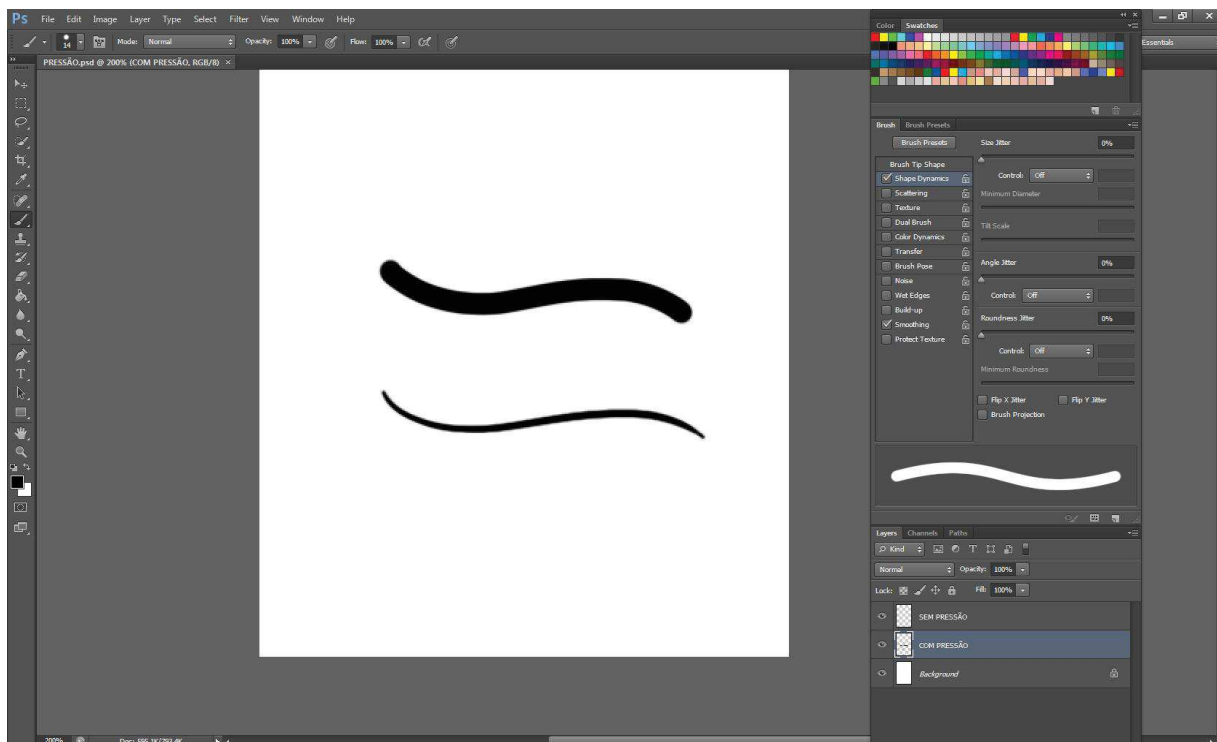 Ps File Edit Image Layer Type Select Filter View Window Help
14 Mode: Normal Opacity: 100% Flow: 100%
Essentials
PRESSÃO.psd @ 200% (COM PRESSÃO, RGB/8) ×
Color Swatches
Brush Brush Presets
Brush Presets
Brush Tip Shape
Shape Dynamics
Scattering
Texture
Dual Brush
Color Dynamics
Transfer
Brush Pose
Noise
Wet Edges
Build-up
Smoothing
Protect Texture
Size Jitter 0%
Control: Off
Minimum Diameter
Tilt Scale
Angle Jitter 0%
Control: Off
Roundness Jitter 0%
Control: Off
Minimum Roundness
Flip X Jitter Flip Y Jitter
Brush Projection
Layers Channels Paths
Kind
Normal Opacity: 100%
Lock: Fill: 100%
SEM PRESSÃO
COM PRESSÃO
Background
200%